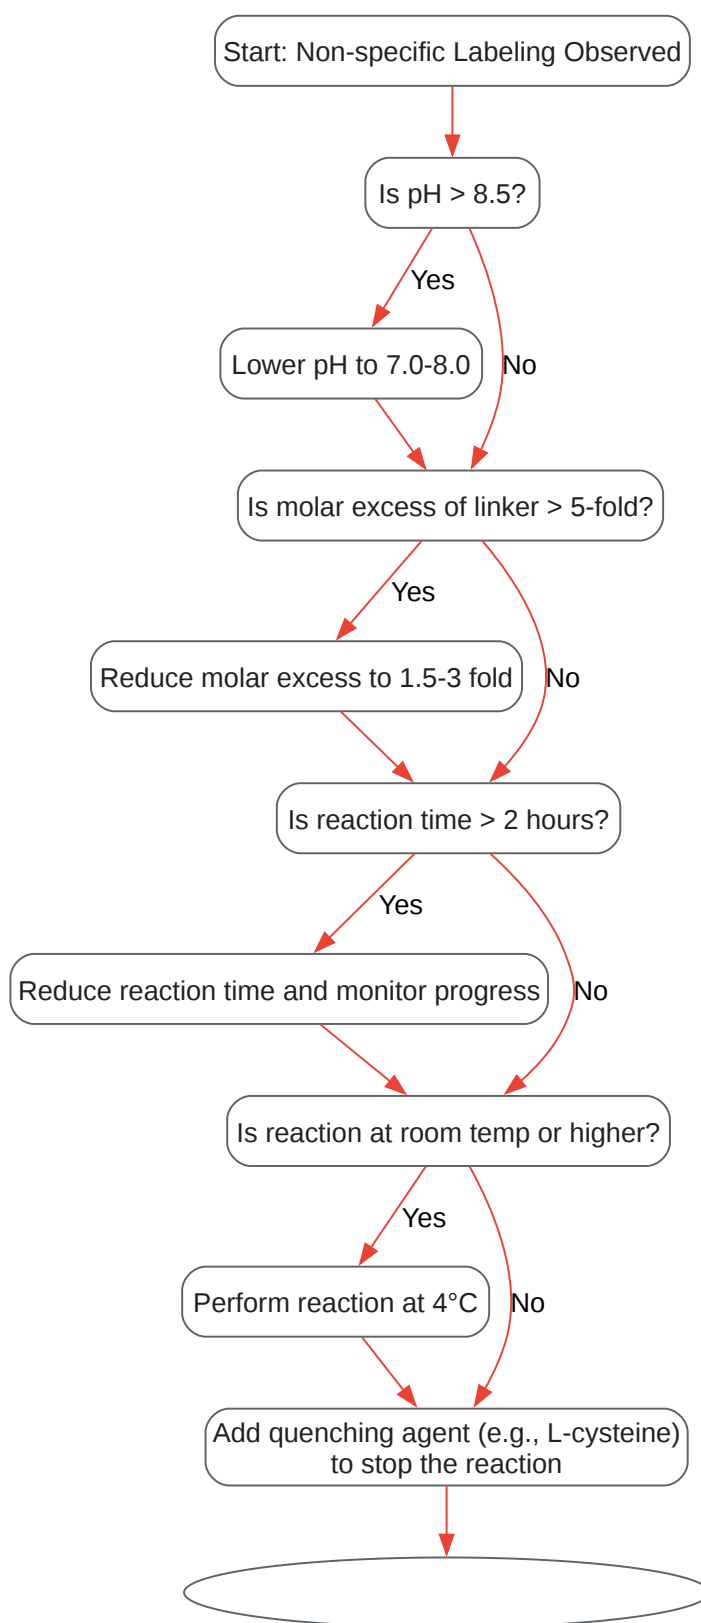 Start: Non-specific Labeling Observed
Is pH > 8.5?
Yes
Lower pH to 7.0-8.0
No
Is molar excess of linker > 5-fold?
Yes
Reduce molar excess to 1.5-3 fold
No
Is reaction time > 2 hours?
Yes
Reduce reaction time and monitor progress
No
Is reaction at room temp or higher?
Yes
Perform reaction at 4°C
No
Add quenching agent (e.g., L-cysteine)
to stop the reaction